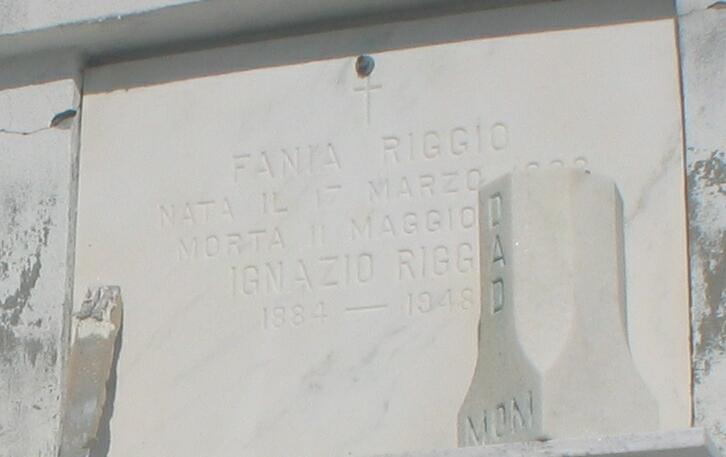 FANIA RIGGIO
NATA IL 17 MARZO
MORTA 11 MAGGIO
IGNAZIO RIGG
1884 — 1948
DAD
MOM